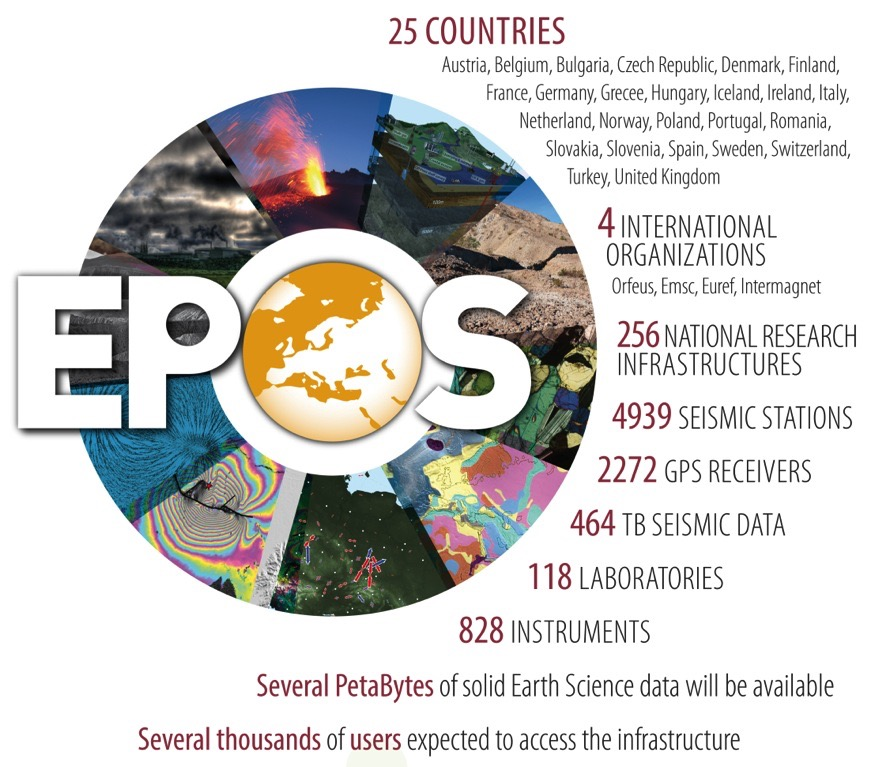 25 COUNTRIES
Austria, Belgium, Bulgaria, Czech Republic, Denmark, Finland,
France, Germany, Grecee, Hungary, Iceland, Ireland, Italy,
Netherland, Norway, Poland, Portugal, Romania,
Slovakia, Slovenia, Spain, Sweden, Switzerland,
Turkey, United Kingdom
4 INTERNATIONAL
ORGANIZATIONS
Orfeus, Emsc, Euref, Intermagnet
EPOS
256 NATIONAL RESEARCH
INFRASTRUCTURES
4939 SEISMIC STATIONS
2272 GPS RECEIVERS
464 TB SEISMIC DATA
118 LABORATORIES
828 INSTRUMENTS
Several PetaBytes of solid Earth Science data will be available
Several thousands of users expected to access the infrastructure